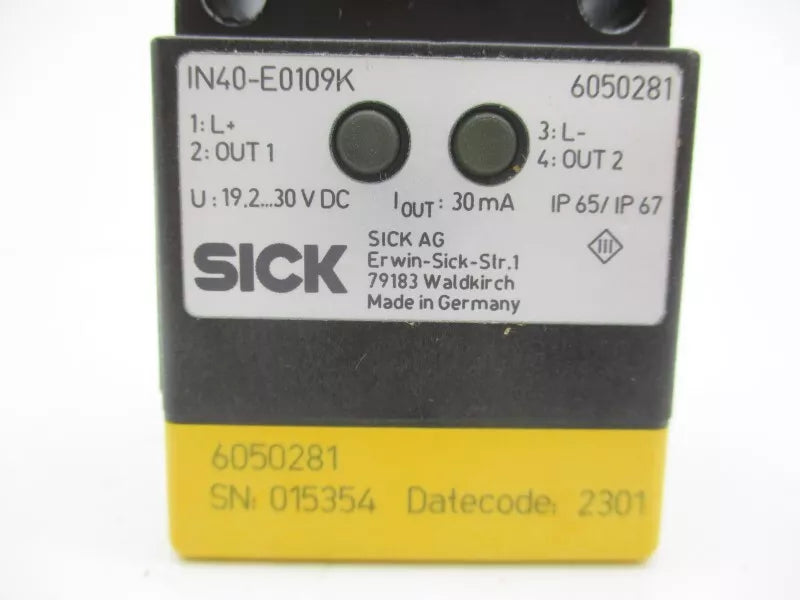 IN40-E0109K 6050281
1: L+ 3: L-
2: OUT 1 4: OUT 2
U: 19.2...30 V DC IOUT: 30 mA IP 65/ IP 67
SICK
SICK AG
Erwin-Sick-Str.1
79183 Waldkirch
Made in Germany
III
6050281
SN: 015354 Datecode: 2301